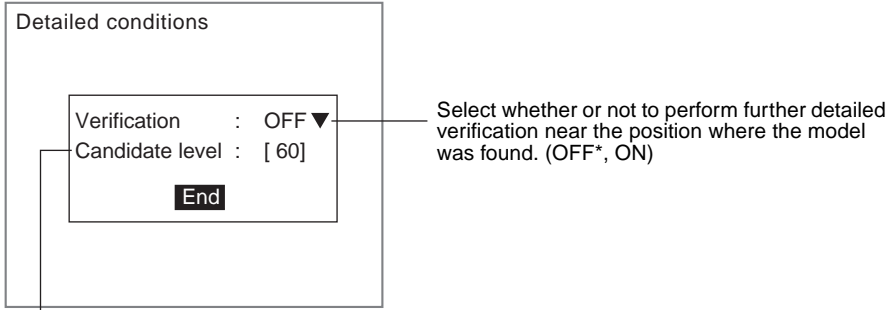 Detailed conditions
Verification : OFF▼
Candidate level : [ 60]
End
Select whether or not to perform further detailed
verification near the position where the model
was found. (OFF*, ON)